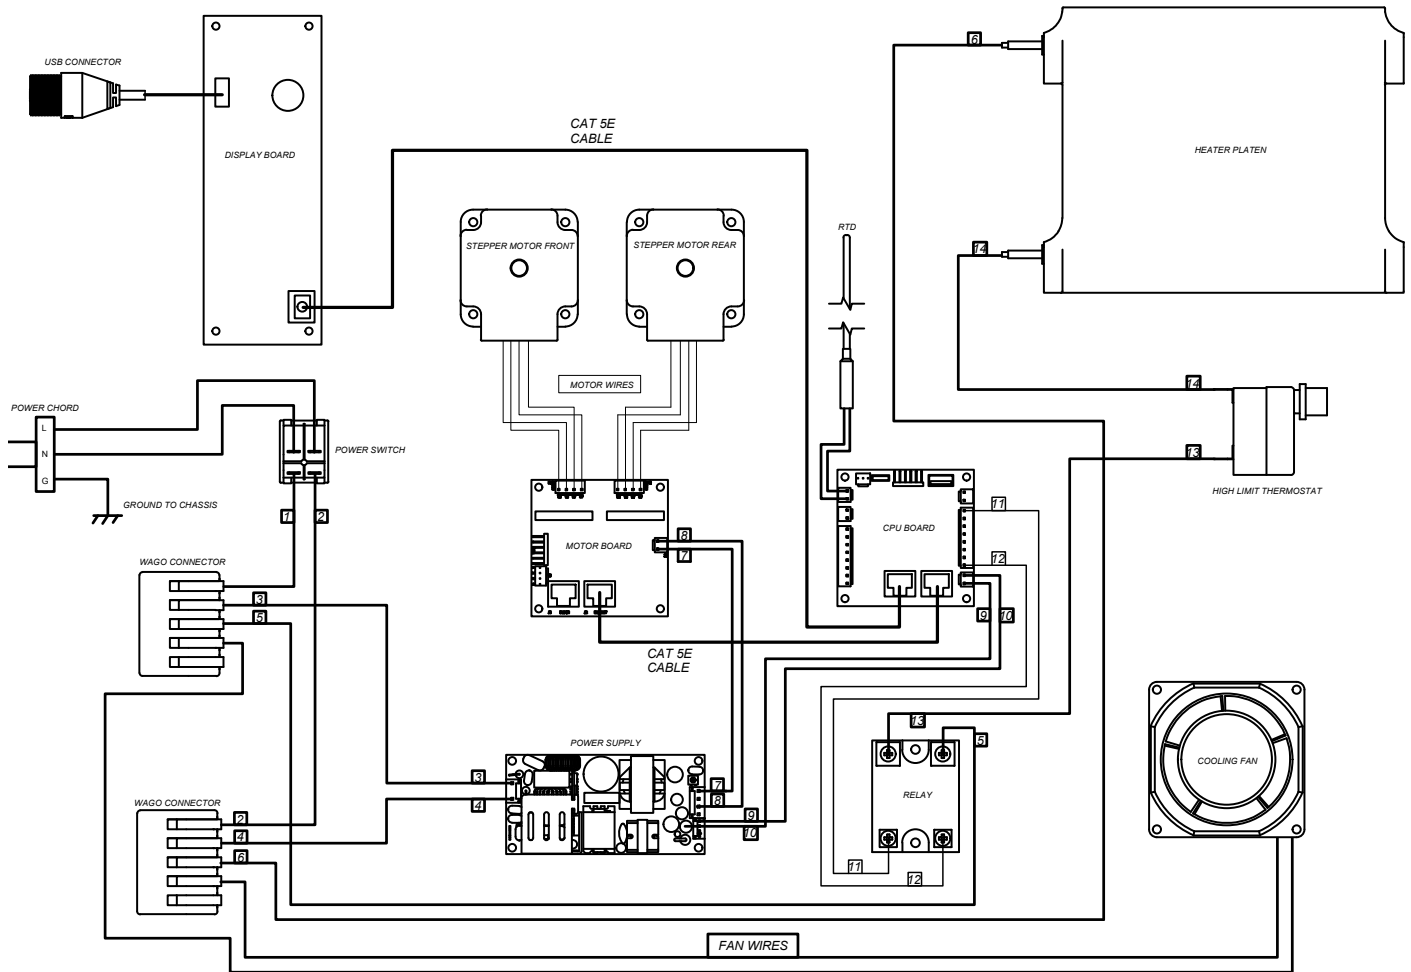 USB CONNECTOR
DISPLAY BOARD
CAT 5E
CABLE
6
HEATER PLATEN
STEPPER MOTOR FRONT
STEPPER MOTOR REAR
RTD
14
MOTOR WIRES
14
POWER CHORD
L
N
G
POWER SWITCH
13
HIGH LIMIT THERMOSTAT
GROUND TO CHASSIS
1
2
11
CPU BOARD
MOTOR BOARD
8
7
12
WAGO CONNECTOR
3
5
9
10
CAT 5E
CABLE
13
5
POWER SUPPLY
COOLING FAN
3
4
7
8
9
10
RELAY
WAGO CONNECTOR
2
4
6
11
12
FAN WIRES